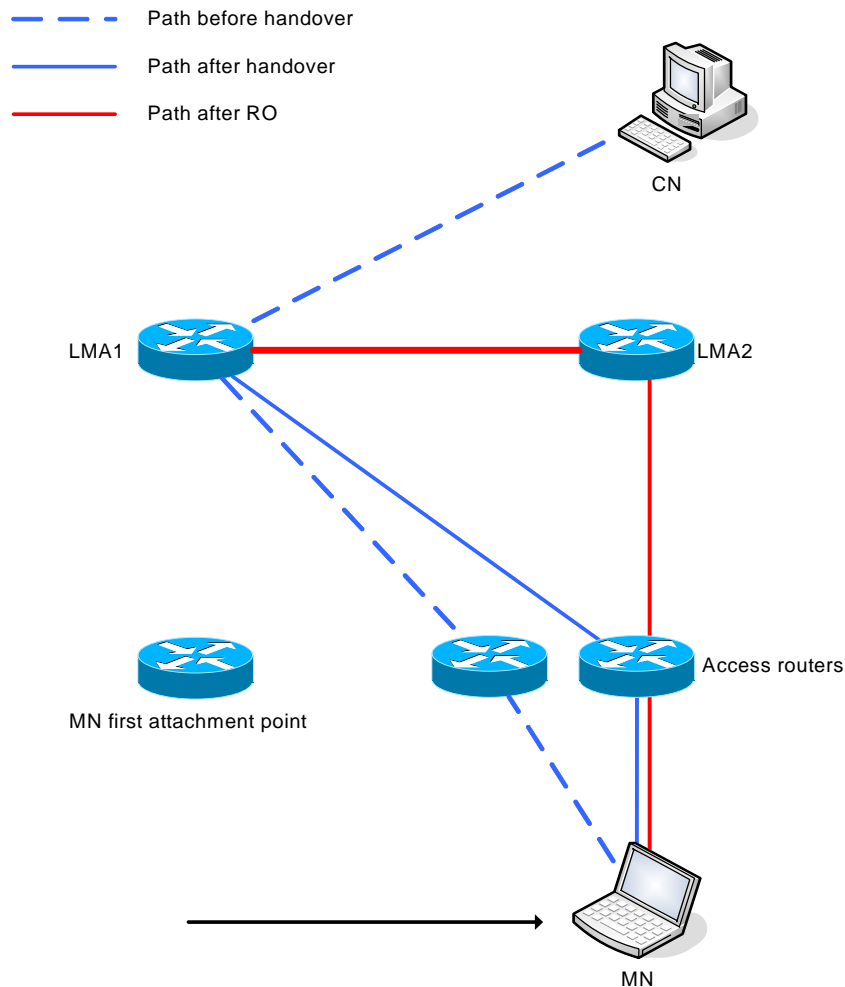 Path before handover
Path after handover
Path after RO
CN
LMA1
LMA2
Access routers
MN first attachment point
MN